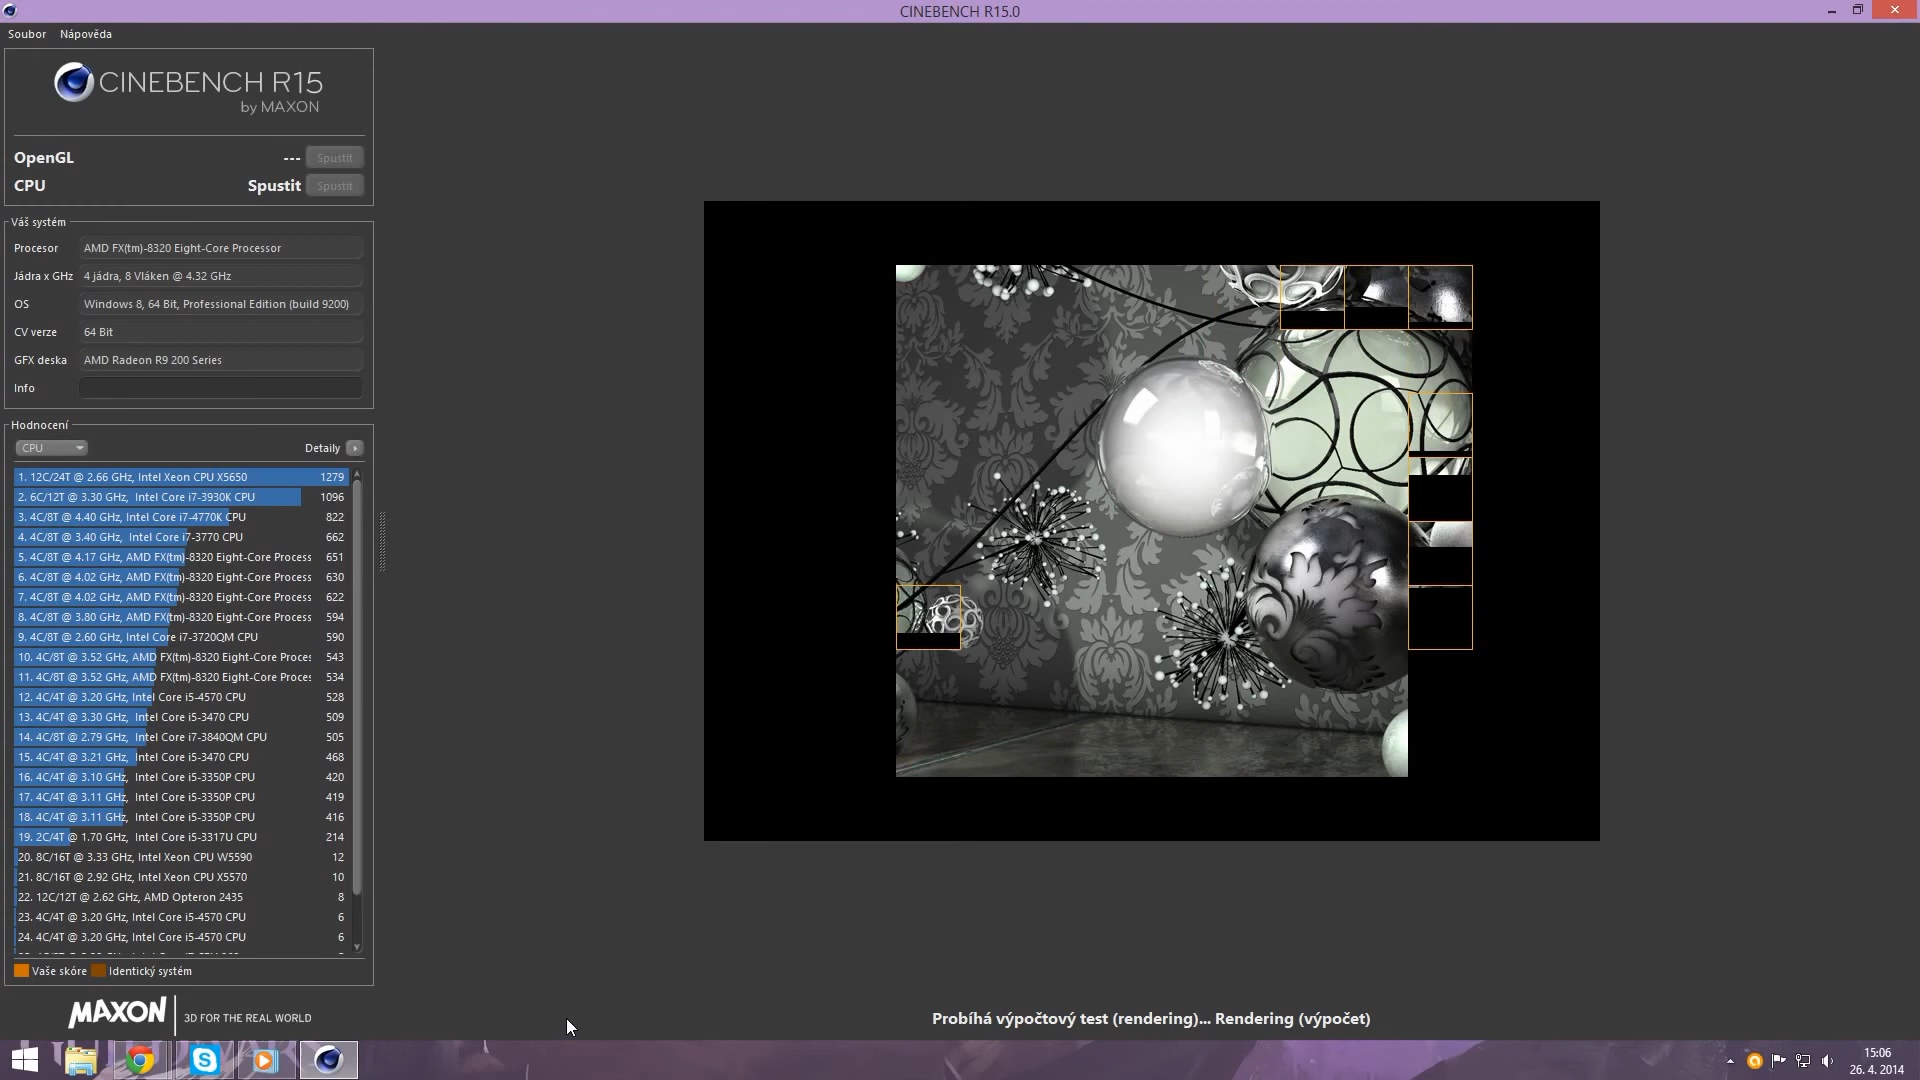 CINEBENCH R15.0
Soubor Nápověda
CINEBENCH R15
by MAXON
OpenGL --- Spustit
CPU Spustit Spustit
Váš systém
Procesor AMD FX(tm)-8320 Eight-Core Processor
Jádra x GHz 4 jádra, 8 Vláken @ 4.32 GHz
OS Windows 8, 64 Bit, Professional Edition (build 9200)
CV verze 64 Bit
GFX deska AMD Radeon R9 200 Series
Info
Hodnocení
CPU Detaily
1. 12C/24T @ 2.66 GHz, Intel Xeon CPU X5650 1279
2. 6C/12T @ 3.30 GHz, Intel Core i7-3930K CPU 1096
3. 4C/8T @ 4.40 GHz, Intel Core i7-4770K CPU 822
4. 4C/8T @ 3.40 GHz, Intel Core i7-3770 CPU 662
5. 4C/8T @ 4.17 GHz, AMD FX(tm)-8320 Eight-Core Process 651
6. 4C/8T @ 4.02 GHz, AMD FX(tm)-8320 Eight-Core Process 630
7. 4C/8T @ 4.02 GHz, AMD FX(tm)-8320 Eight-Core Process 622
8. 4C/8T @ 3.80 GHz, AMD FX(tm)-8320 Eight-Core Process 594
9. 4C/8T @ 2.60 GHz, Intel Core i7-3720QM CPU 590
10. 4C/8T @ 3.52 GHz, AMD FX(tm)-8320 Eight-Core Proces 543
11. 4C/8T @ 3.52 GHz, AMD FX(tm)-8320 Eight-Core Proces 534
12. 4C/4T @ 3.20 GHz, Intel Core i5-4570 CPU 528
13. 4C/4T @ 3.30 GHz, Intel Core i5-3470 CPU 509
14. 4C/8T @ 2.79 GHz, Intel Core i7-3840QM CPU 505
15. 4C/4T @ 3.21 GHz, Intel Core i5-3470 CPU 468
16. 4C/4T @ 3.10 GHz, Intel Core i5-3350P CPU 420
17. 4C/4T @ 3.11 GHz, Intel Core i5-3350P CPU 419
18. 4C/4T @ 3.11 GHz, Intel Core i5-3350P CPU 416
19. 2C/4T @ 1.70 GHz, Intel Core i5-3317U CPU 214
20. 8C/16T @ 3.33 GHz, Intel Xeon CPU W5590 12
21. 8C/16T @ 2.92 GHz, Intel Xeon CPU X5570 10
22. 12C/12T @ 2.62 GHz, AMD Opteron 2435 8
23. 4C/4T @ 3.20 GHz, Intel Core i5-4570 CPU 6
24. 4C/4T @ 3.20 GHz, Intel Core i5-4570 CPU 6
Vaše skóre Identický systém
MAXON 3D FOR THE REAL WORLD
Probíhá výpočtový test (rendering)... Rendering (výpočet)
15:06
26. 4. 2014